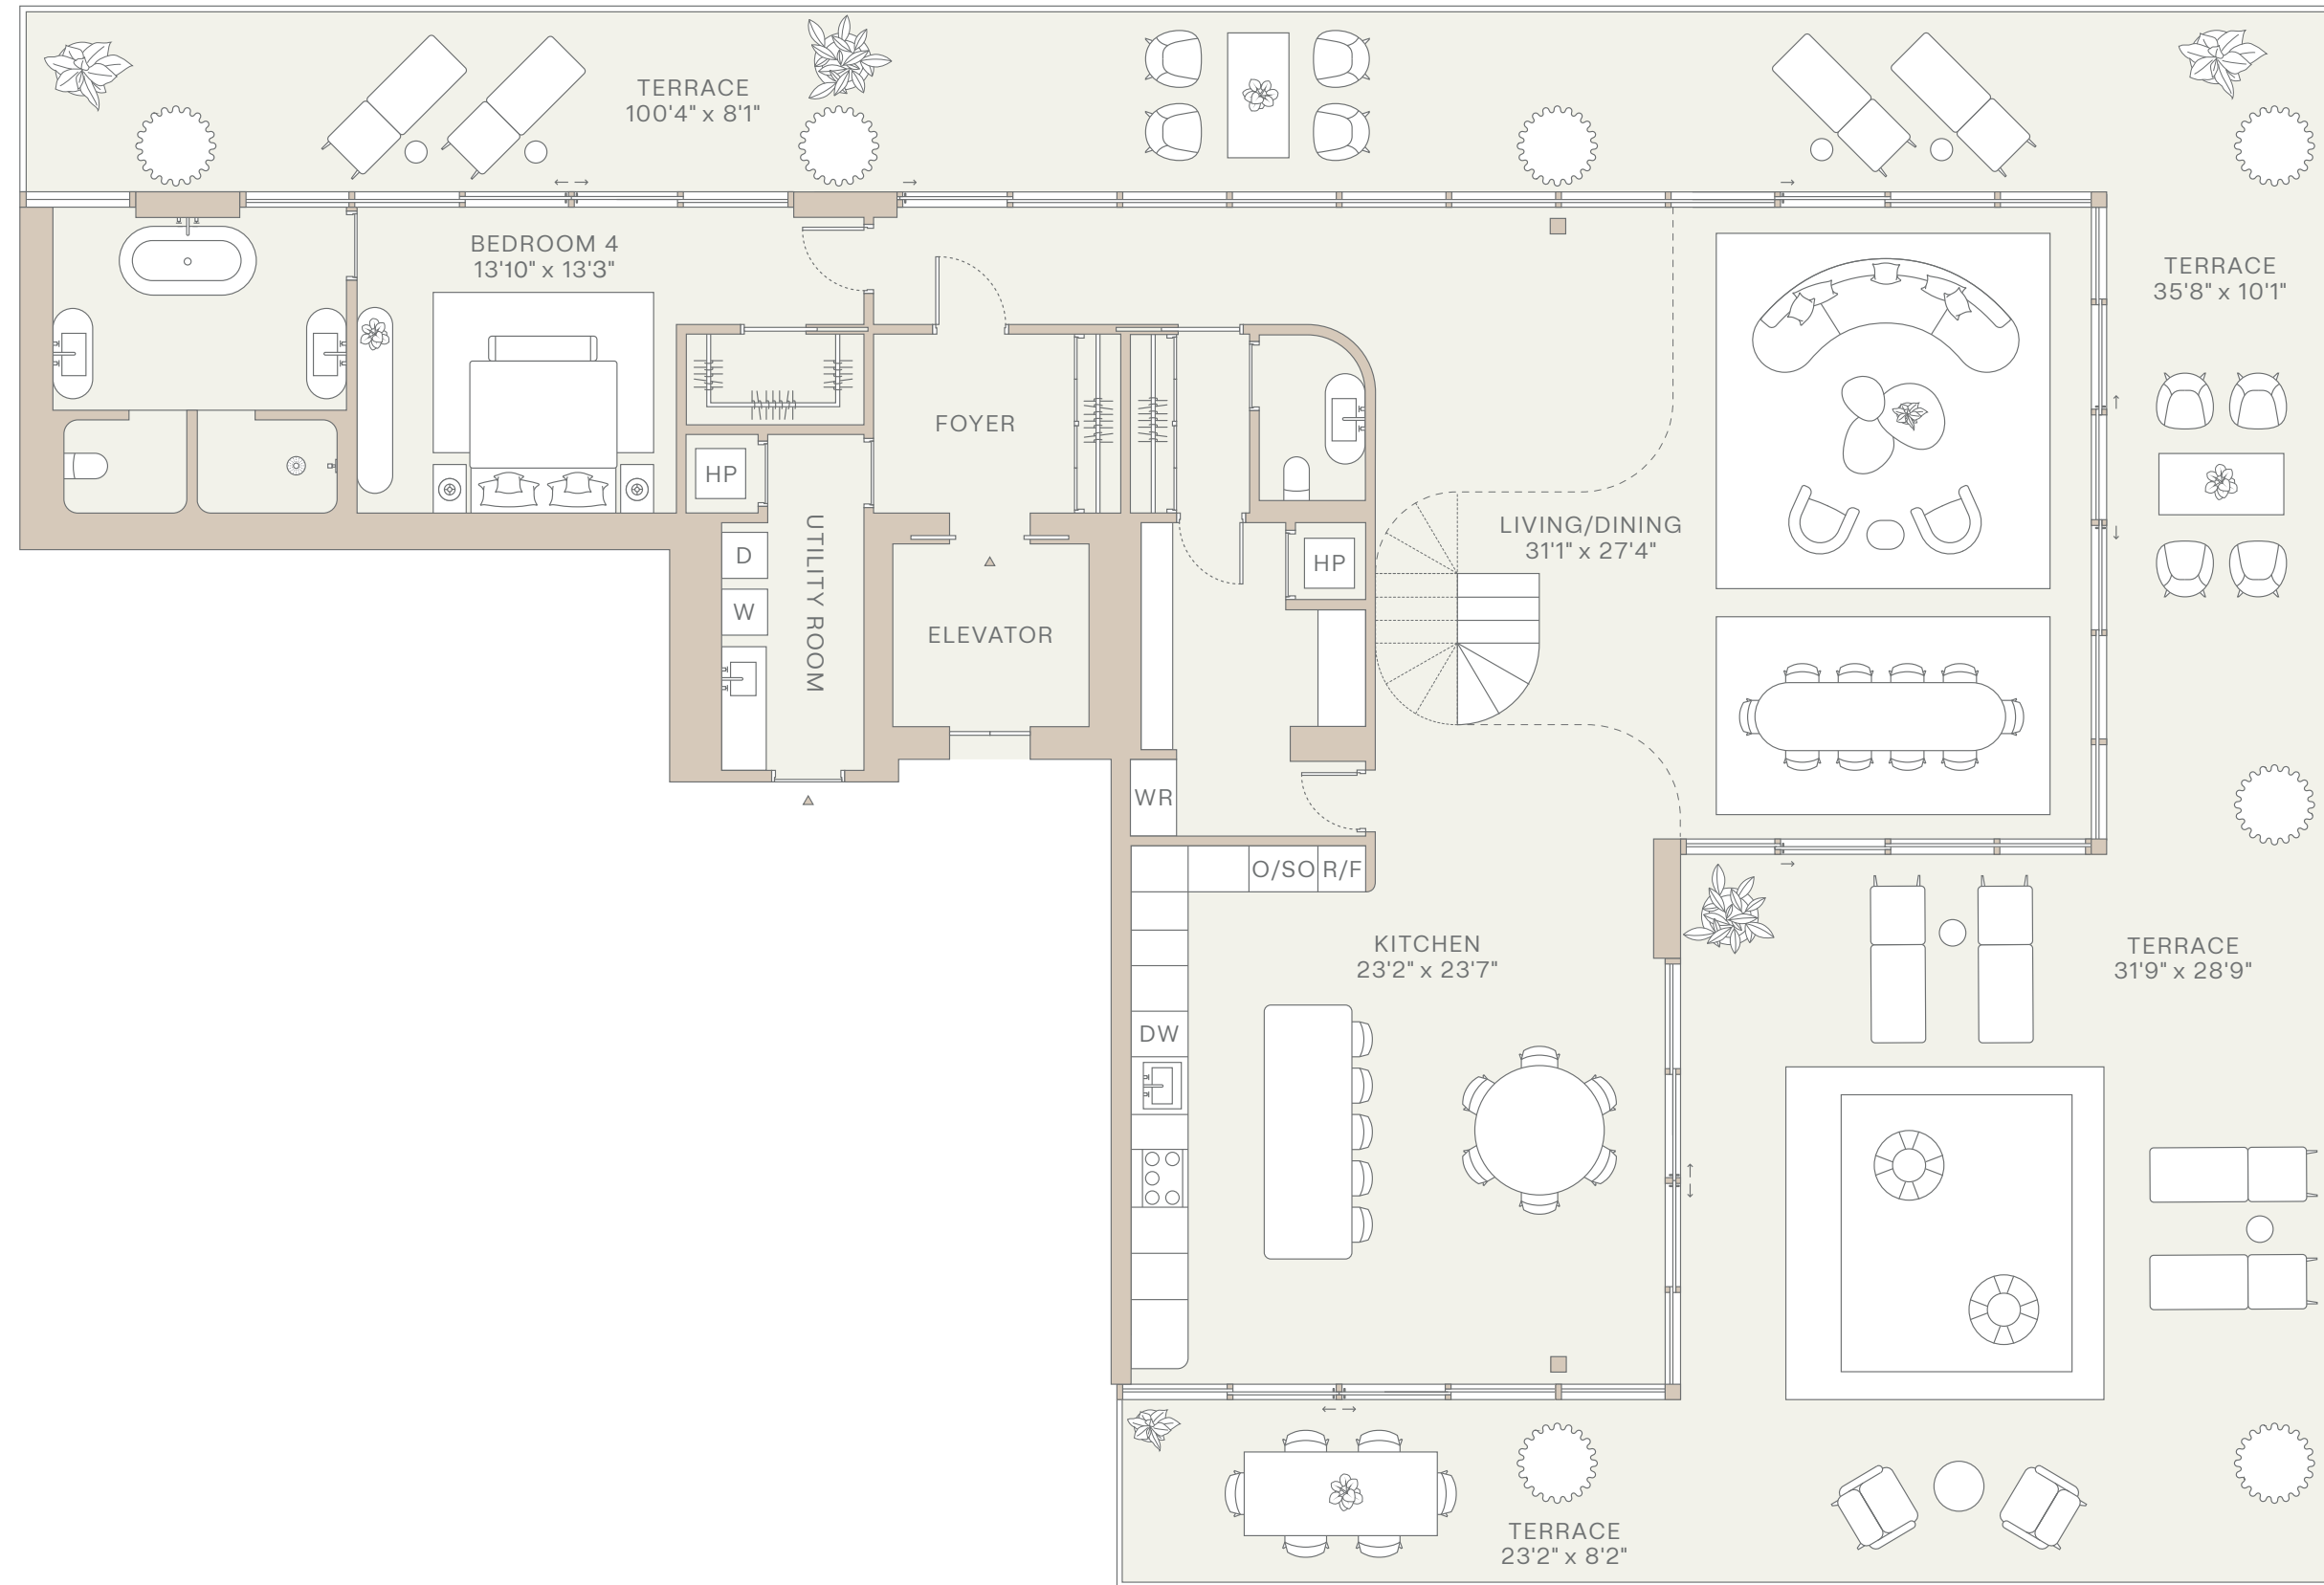 TERRACE
100'4" x 8'1"
BEDROOM 4
13'10" x 13'3"
TERRACE
35'8" x 10'1"
FOYER
HP
UTILITY ROOM
D
W
ELEVATOR
HP
LIVING/DINING
31'1" x 27'4"
WR
O/SO
R/F
KITCHEN
23'2" x 23'7"
TERRACE
31'9" x 28'9"
DW
TERRACE
23'2" x 8'2"